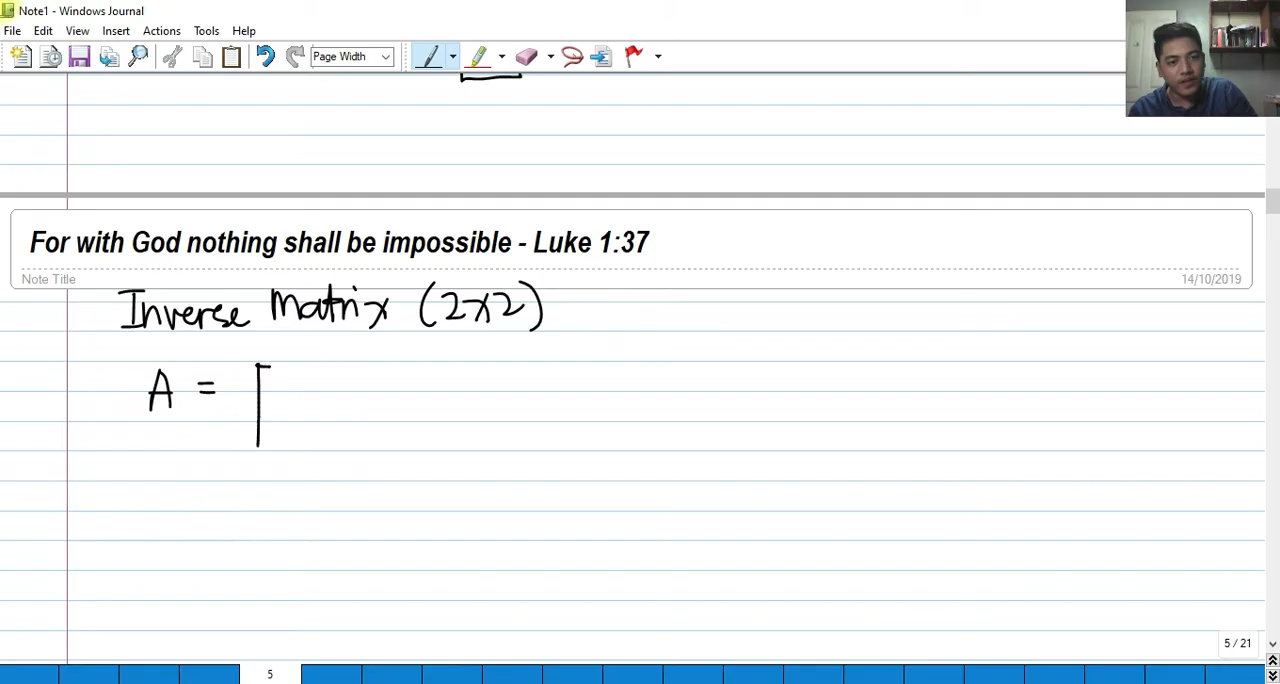 Note1 - Windows Journal
File Edit View Insert Actions Tools Help
Page Width
For with God nothing shall be impossible - Luke 1:37
Note Title 14/10/2019
Inverse Matrix (2x2)
A = [
5 / 21
5